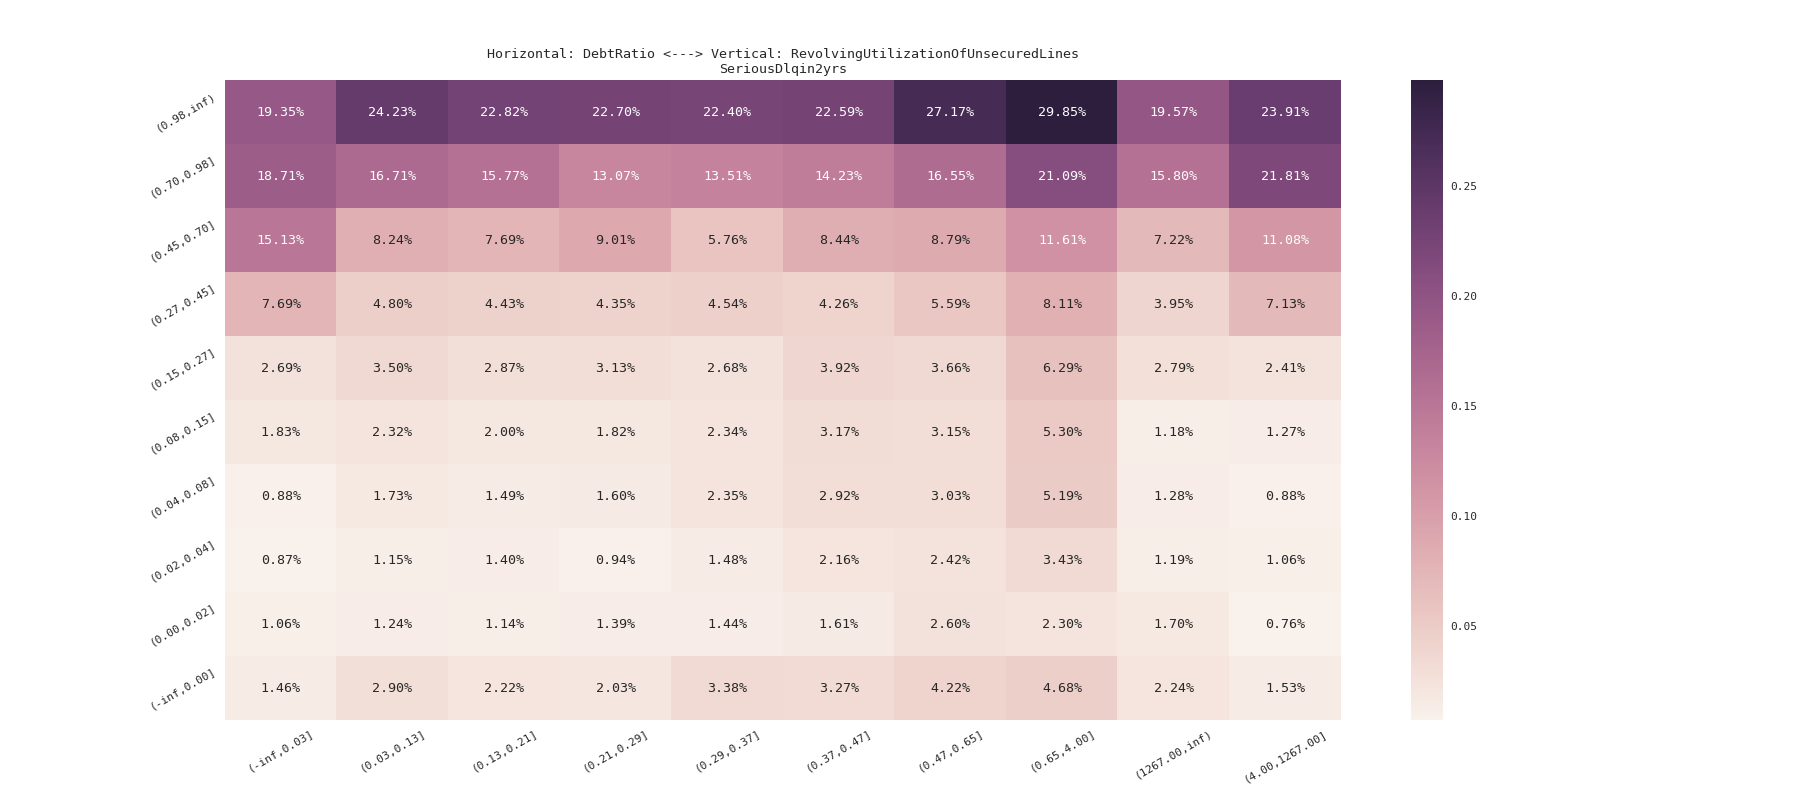 Horizontal: DebtRatio <---> Vertical: RevolvingUtilizationOfUnsecuredLines
SeriousDlqin2yrs
(0.98,inf) 19.35% 24.23% 22.82% 22.70% 22.40% 22.59% 27.17% 29.85% 19.57% 23.91%
(0.70,0.98] 18.71% 16.71% 15.77% 13.07% 13.51% 14.23% 16.55% 21.09% 15.80% 21.81%
(0.45,0.70] 15.13% 8.24% 7.69% 9.01% 5.76% 8.44% 8.79% 11.61% 7.22% 11.08%
(0.27,0.45] 7.69% 4.80% 4.43% 4.35% 4.54% 4.26% 5.59% 8.11% 3.95% 7.13%
(0.15,0.27] 2.69% 3.50% 2.87% 3.13% 2.68% 3.92% 3.66% 6.29% 2.79% 2.41%
(0.08,0.15] 1.83% 2.32% 2.00% 1.82% 2.34% 3.17% 3.15% 5.30% 1.18% 1.27%
(0.04,0.08] 0.88% 1.73% 1.49% 1.60% 2.35% 2.92% 3.03% 5.19% 1.28% 0.88%
(0.02,0.04] 0.87% 1.15% 1.40% 0.94% 1.48% 2.16% 2.42% 3.43% 1.19% 1.06%
(0.00,0.02] 1.06% 1.24% 1.14% 1.39% 1.44% 1.61% 2.60% 2.30% 1.70% 0.76%
(-inf,0.00] 1.46% 2.90% 2.22% 2.03% 3.38% 3.27% 4.22% 4.68% 2.24% 1.53%
(-inf,0.03] (0.03,0.13] (0.13,0.21] (0.21,0.29] (0.29,0.37] (0.37,0.47] (0.47,0.65] (0.65,4.00] (1267.00,inf) (4.00,1267.00]
0.25
0.20
0.15
0.10
0.05